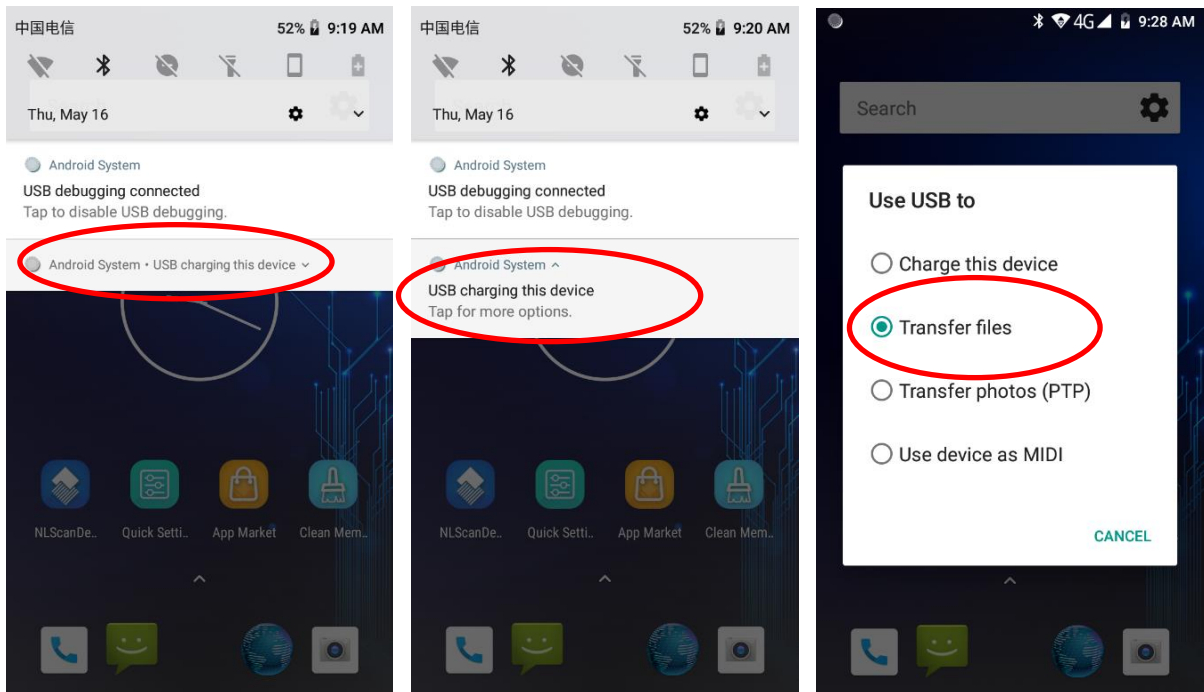 中国电信 52% 9:19 AM
Thu, May 16
Android System
USB debugging connected
Tap to disable USB debugging.
Android System • USB charging this device
NLScanDe.. Quick Setti.. App Market Clean Mem..
中国电信 52% 9:20 AM
Thu, May 16
Android System
USB debugging connected
Tap to disable USB debugging.
Android System
USB charging this device
Tap for more options.
NLScanDe.. Quick Setti.. App Market Clean Mem..
4G 9:28 AM
Search
Use USB to
Charge this device
Transfer files
Transfer photos (PTP)
Use device as MIDI
CANCEL